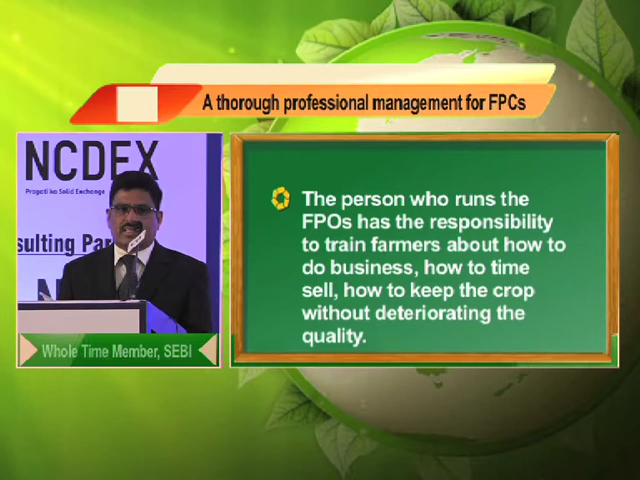 A thorough professional management for FPCs
NCDEX
Pragati ka Solid Exchange
sulting Par
N
Whole Time Member, SEBI
The person who runs the
FPOs has the responsibility
to train farmers about how to
do business, how to time
sell, how to keep the crop
without deteriorating the
quality.